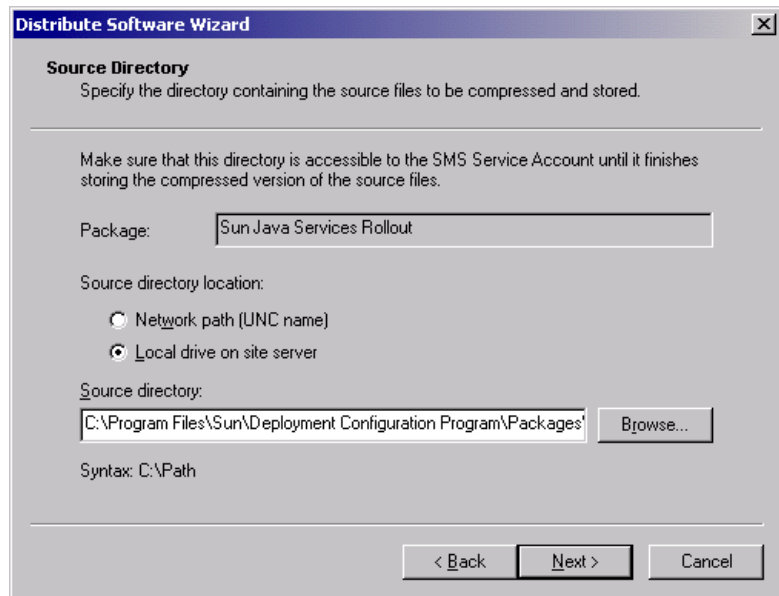 Distribute Software Wizard
Source Directory
Specify the directory containing the source files to be compressed and stored.
Make sure that this directory is accessible to the SMS Service Account until it finishes
storing the compressed version of the source files.
Package: Sun Java Services Rollout
Source directory location:
Network path (UNC name)
Local drive on site server
Source directory:
C:\Program Files\Sun\Deployment Configuration Program\Packages' Browse...
Syntax: C:\Path
< Back Next > Cancel